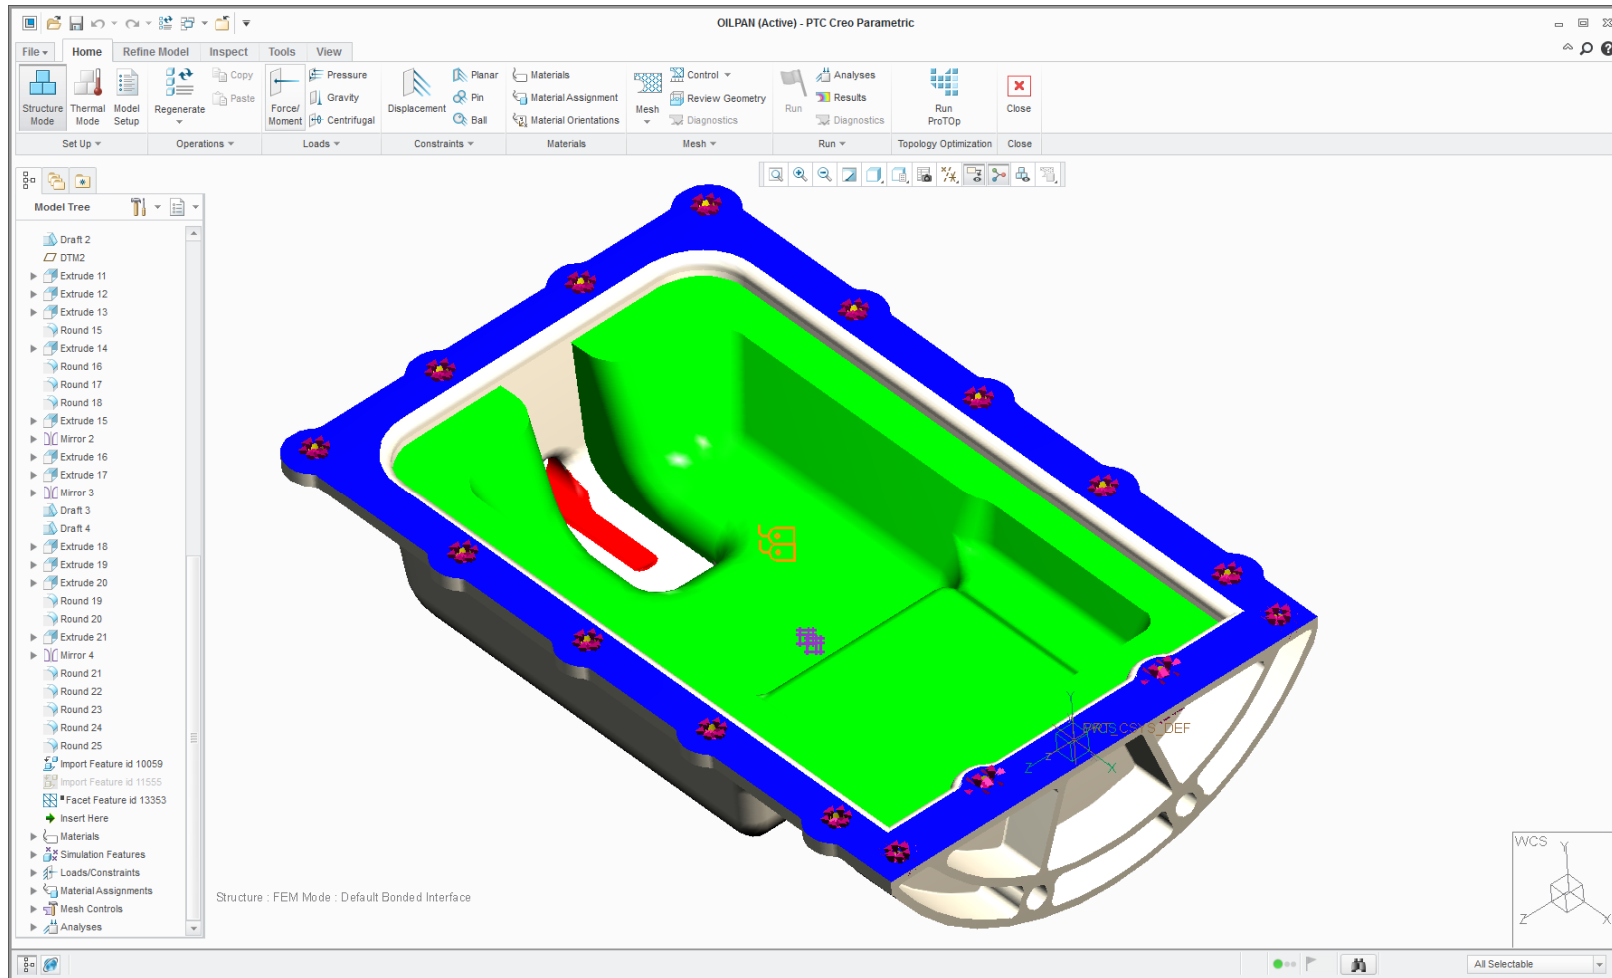 OILPAN (Active) - PTC Creo Parametric
File
Home
Refine Model
Inspect
Tools
View
Structure Mode
Thermal Mode
Model Setup
Regenerate
Copy
Paste
Force/ Moment
Pressure
Gravity
Centrifugal
Displacement
Planar
Pin
Ball
Materials
Material Assignment
Material Orientations
Mesh
Control
Review Geometry
Diagnostics
Run
Analyses
Results
Diagnostics
Run ProTOp
Close
Set Up
Operations
Loads
Constraints
Materials
Mesh
Run
Topology Optimization
Close
Model Tree
Draft 2
DTM2
Extrude 11
Extrude 12
Extrude 13
Round 15
Extrude 14
Round 16
Round 17
Round 18
Extrude 15
Mirror 2
Extrude 16
Extrude 17
Mirror 3
Draft 3
Draft 4
Extrude 18
Extrude 19
Extrude 20
Round 19
Round 20
Extrude 21
Mirror 4
Round 21
Round 22
Round 23
Round 24
Round 25
Import Feature id 10059
Import Feature id 11555
Facet Feature id 13353
Insert Here
Materials
Simulation Features
Loads/Constraints
Material Assignments
Mesh Controls
Analyses
Y
Z
Z
X
Structure : FEM Mode : Default Bonded Interface
WCS
Y
Z
X
All Selectable